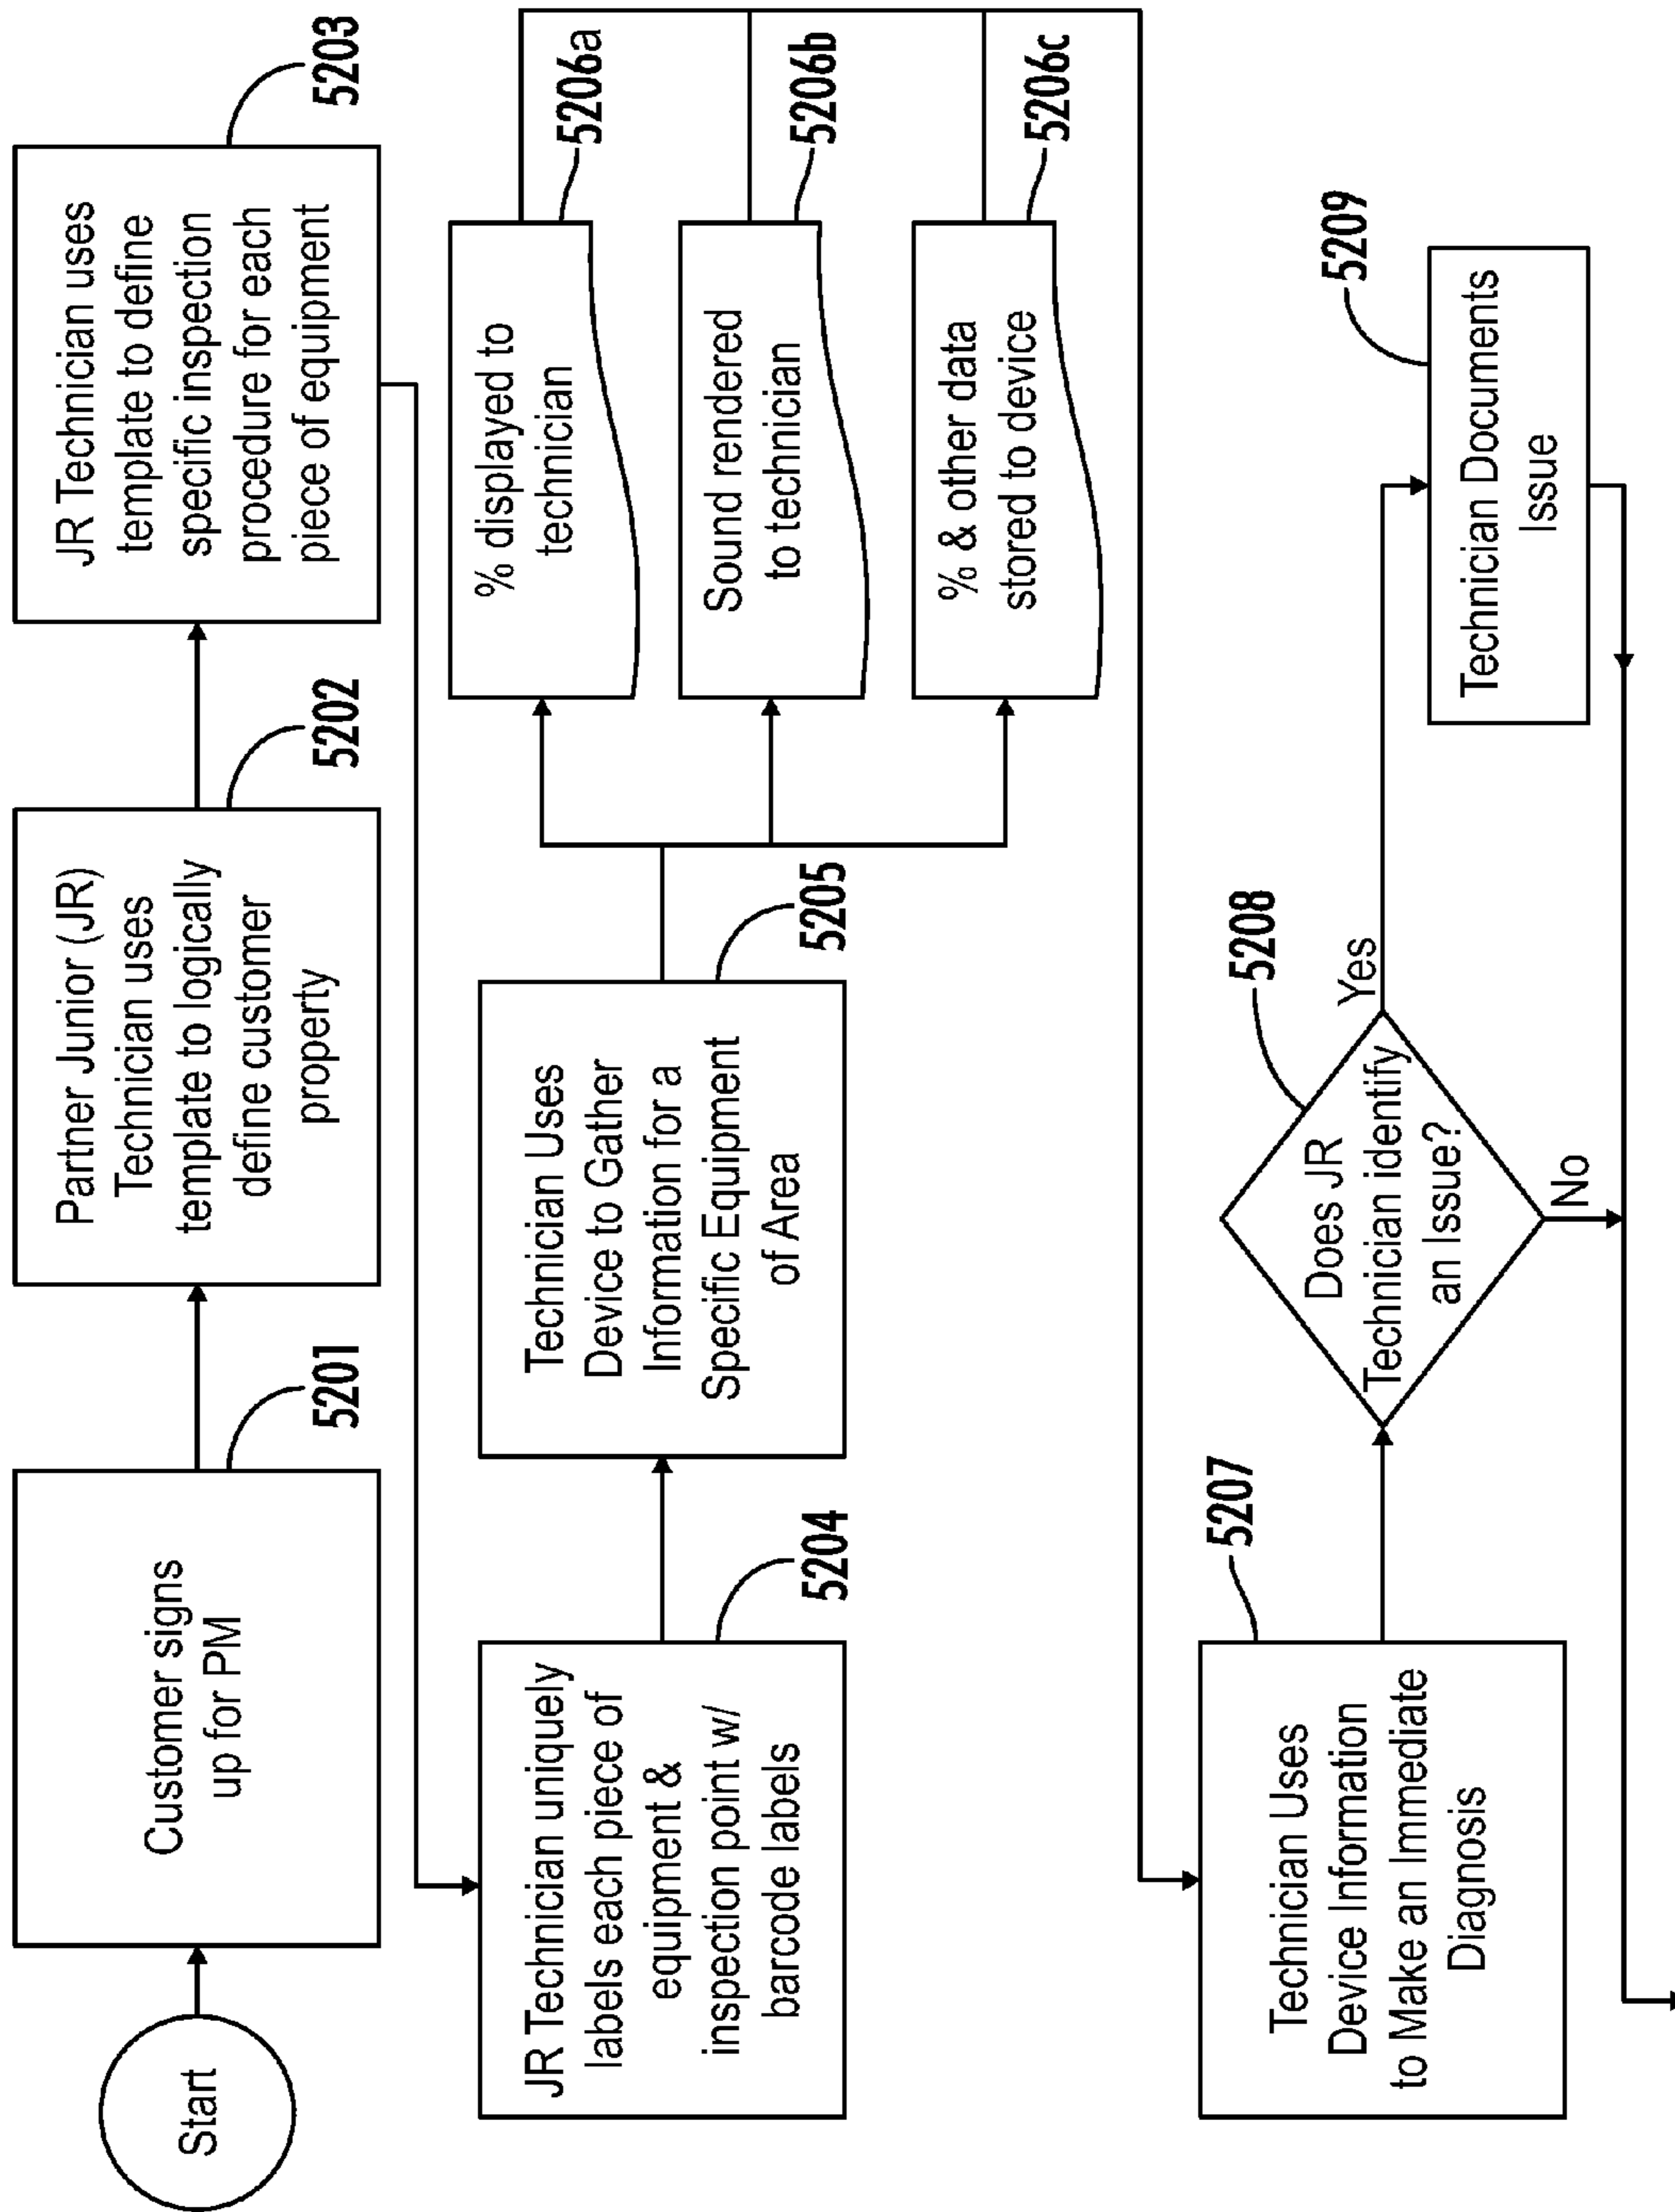 Start
Customer signs
up for PM
5201
Partner Junior (JR)
Technician uses
template to logically
define customer
property
5202
JR Technician uses
template to define
specific inspection
procedure for each
piece of equipment
5203
JR Technician uniquely
labels each piece of
equipment &
inspection point w/
barcode labels
5204
Technician Uses
Device to Gather
Information for a
Specific Equipment
of Area
5205
% displayed to
technician
5206a
Sound rendered
to technician
5206b
% & other data
stored to device
5206c
Technician Uses
Device Information
to Make an Immediate
Diagnosis
5207
Does JR
Technician identify
an Issue?
5208
Yes
No
Technician Documents
Issue
5209